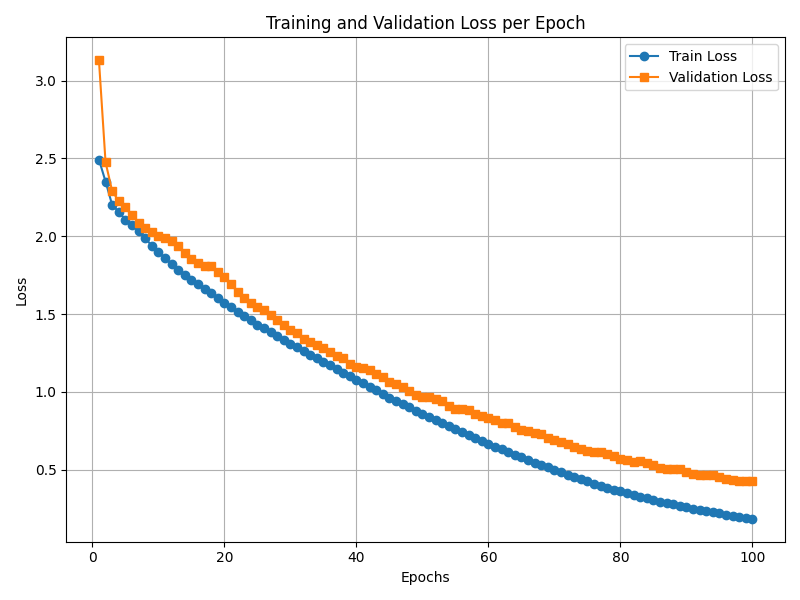 Training and Validation Loss per Epoch
Train Loss
Validation Loss
Loss
3.0
2.5
2.0
1.5
1.0
0.5
0 20 40 60 80 100
Epochs